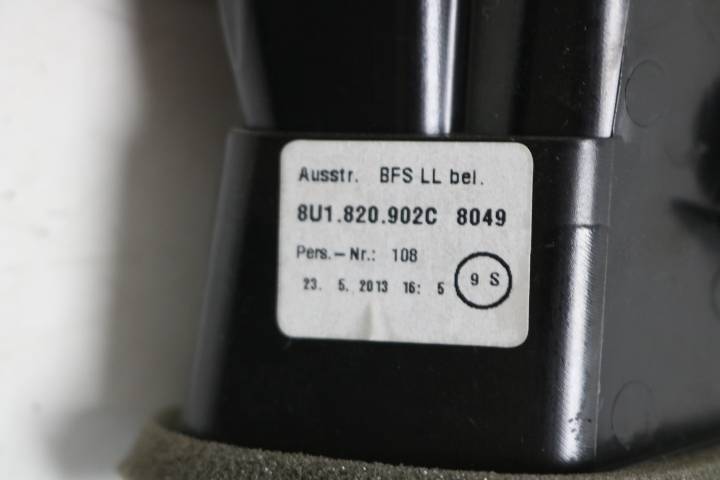 Ausstr. BFS LL bel.
8U1.820.902C 8049
Pers.-Nr.: 108
23. 5. 2013 16: 5 9 S